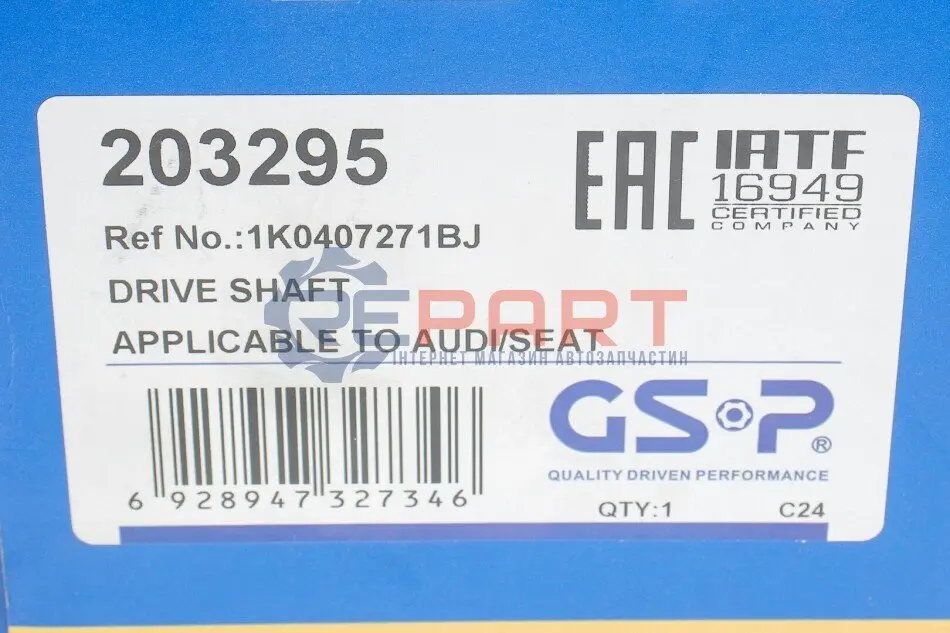 203295
EAC
IATF
16949
CERTIFIED
COMPANY
Ref No.:1K0407271BJ
DRIVE SHAFT
REPART
APPLICABLE TO AUDI/SEAT
ІНТЕРНЕТ МАГАЗИН АВТОЗАПЧАСТИН
GSP®
QUALITY DRIVEN PERFORMANCE
6 928947 327346
QTY:1
C24